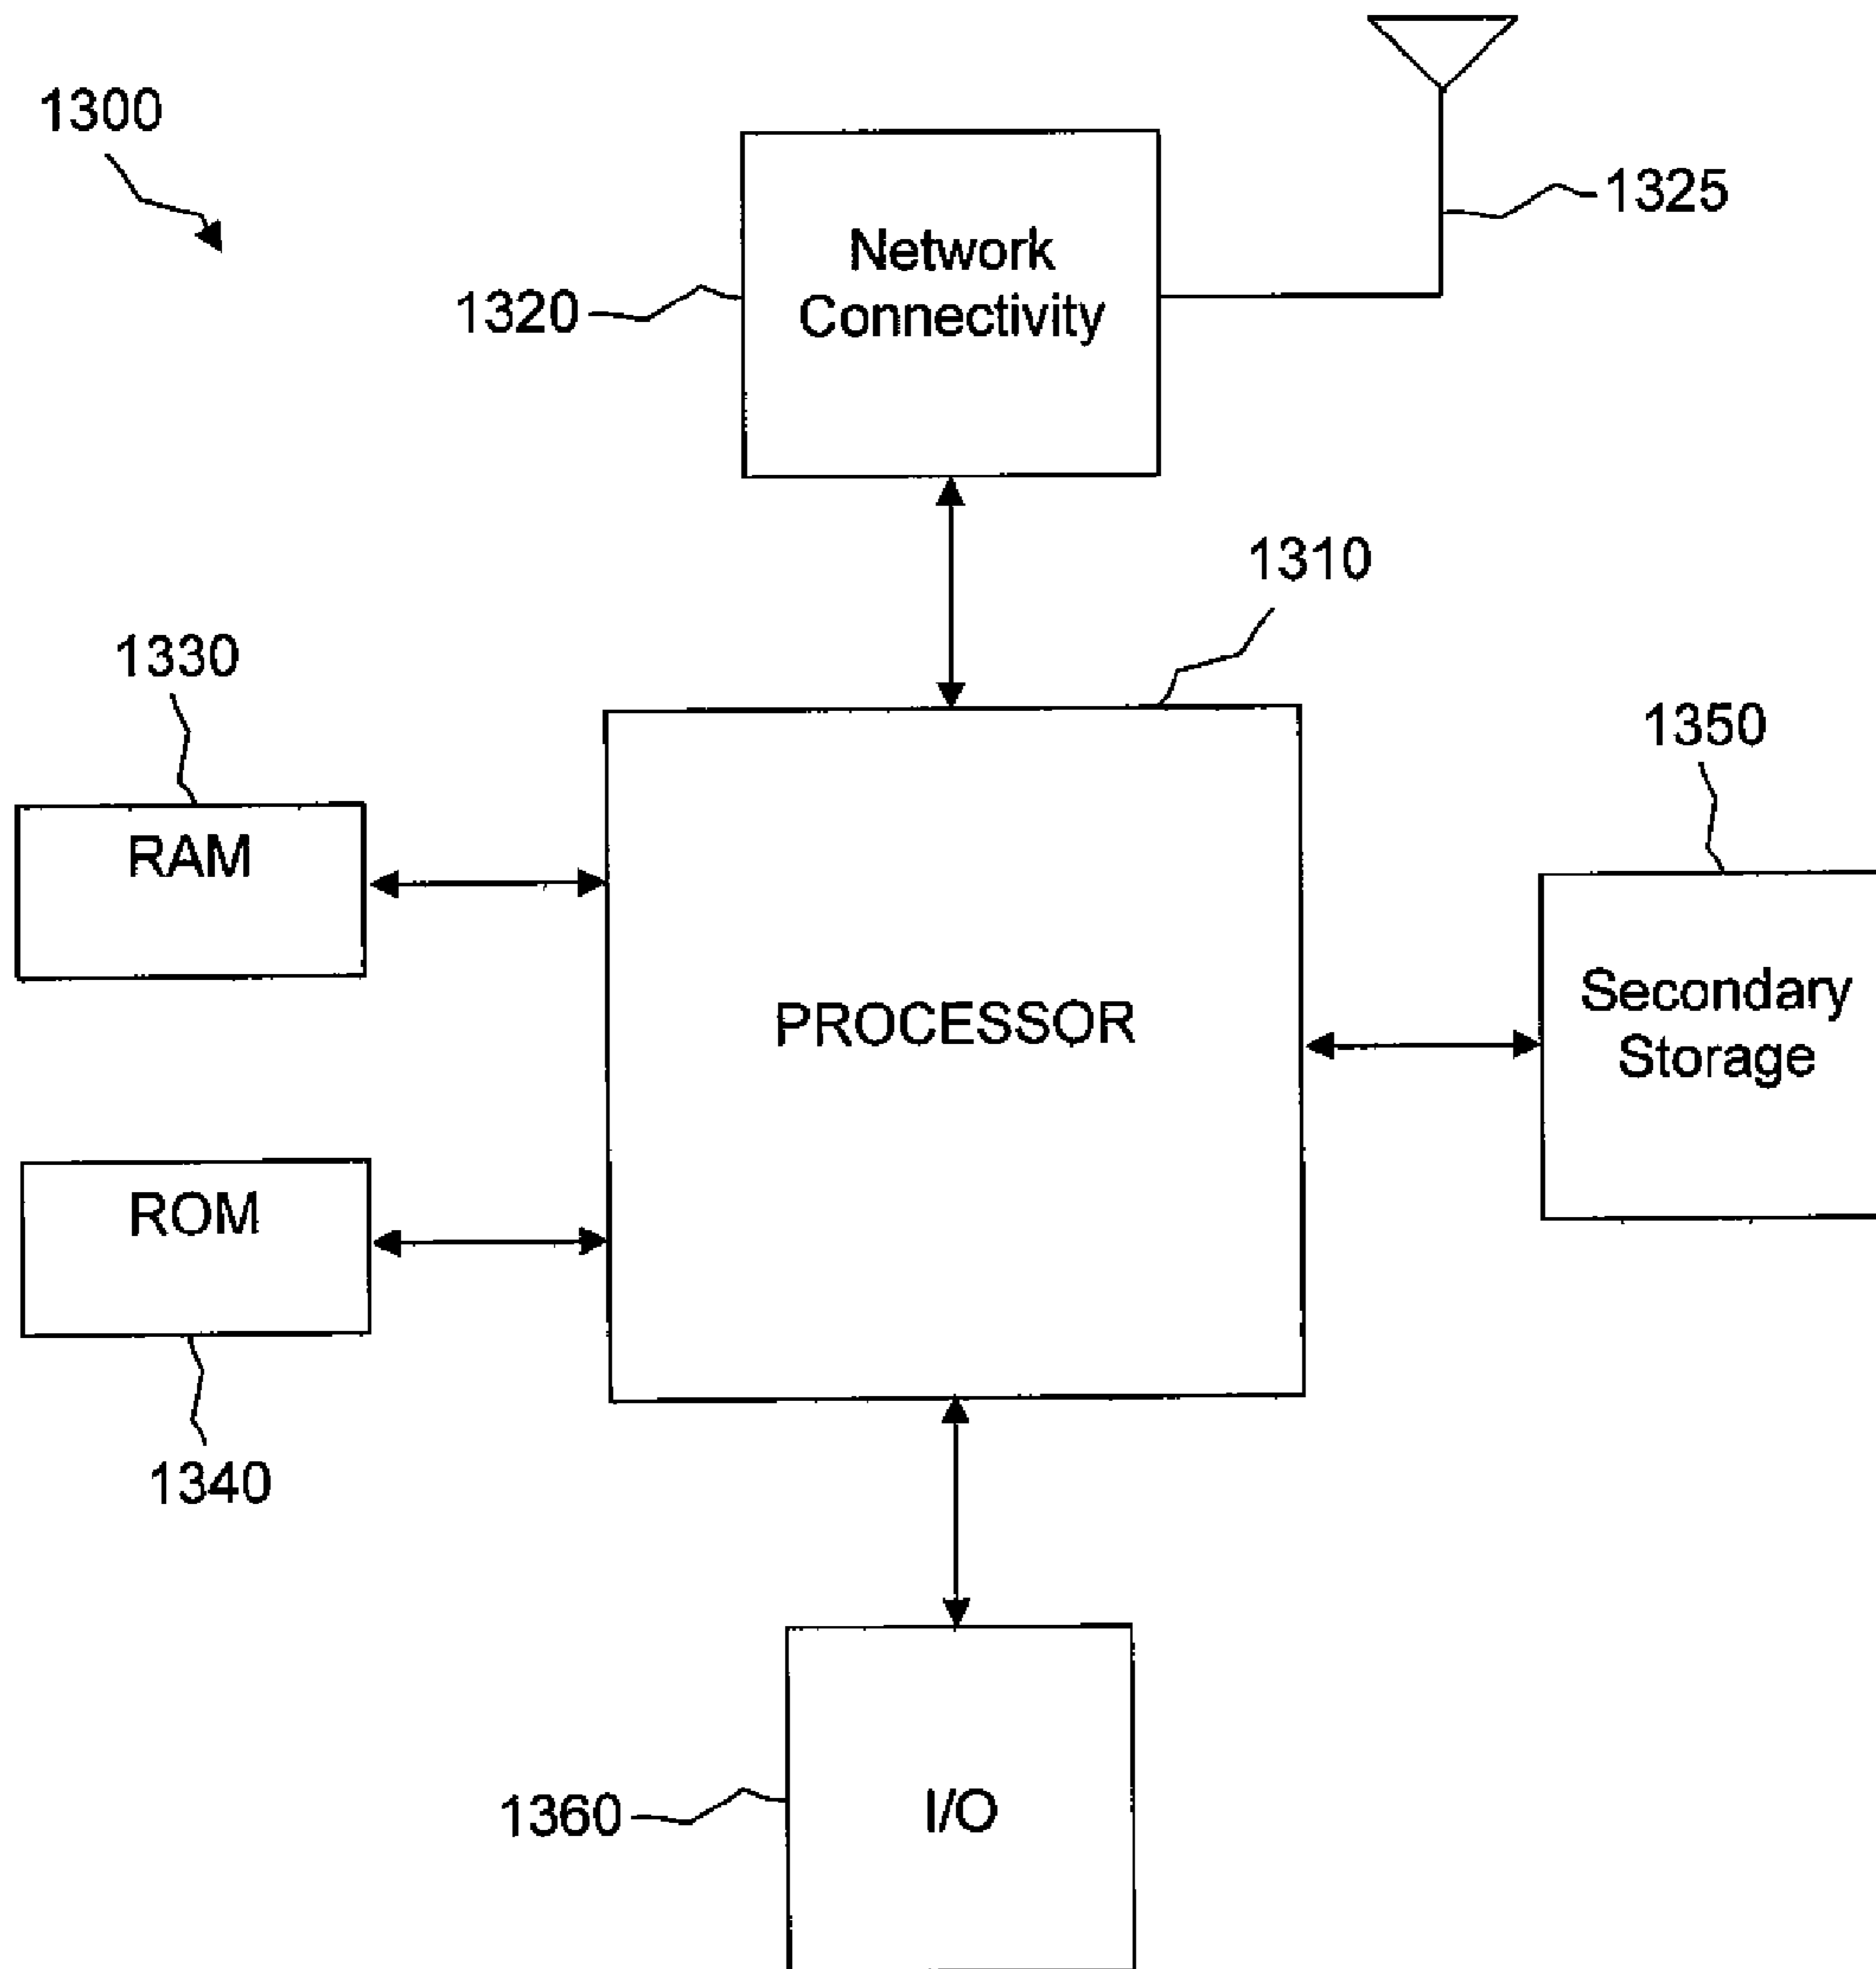 1300
1325
Network
Connectivity
1320
1310
1330
1350
RAM
Secondary
Storage
PROCESSOR
ROM
1340
1360
I/O